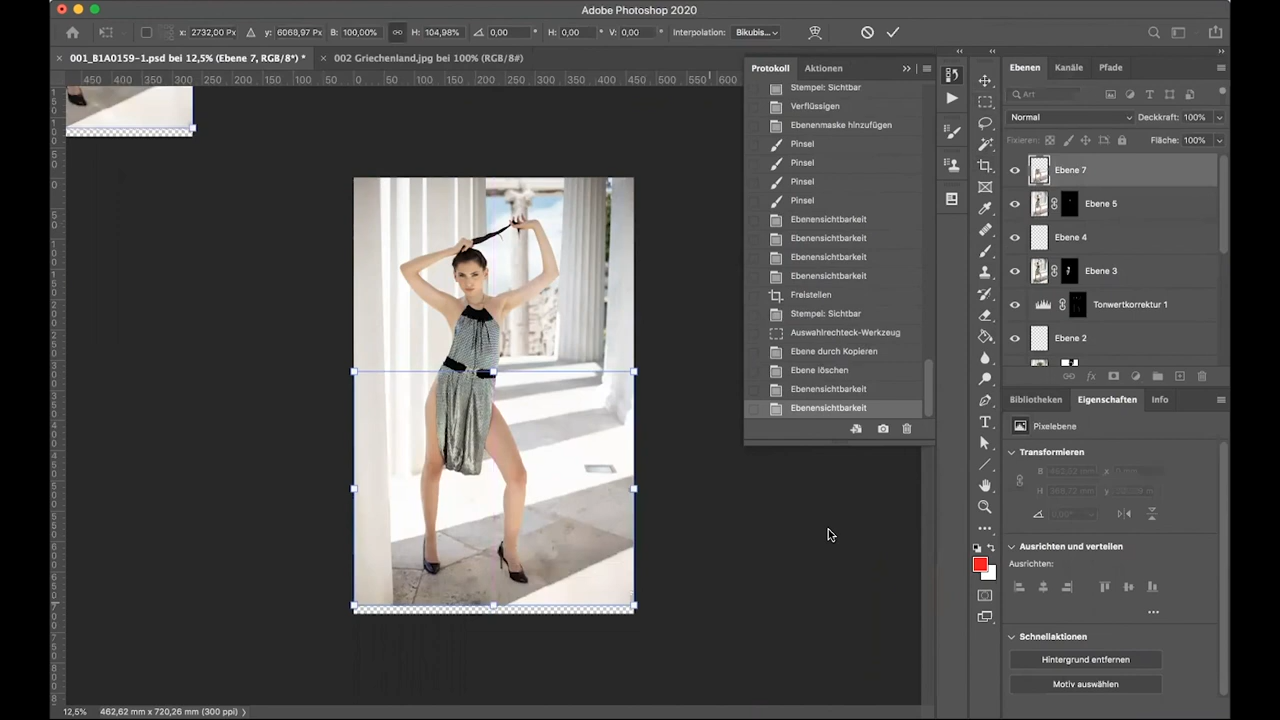 Adobe Photoshop 2020
x: 2732,00 Px
y: 6068,97 Px
B: 100,00%
H: 104,98%
0,00 °
H: 0,00 °
V: 0,00 °
Interpolation: Bikubis...
× 001_B1A0159-1.psd bei 12,5% (Ebene 7, RGB/8*) *
× 002 Griechenland.jpg bei 100% (RGB/8#)
450 400 350 300 250 200 150 100 50 0 50 100 150 200 250 300 350 400 450 500 550 600
Protokoll
Aktionen
Stempel: Sichtbar
Verflüssigen
Ebenenmaske hinzufügen
Pinsel
Pinsel
Pinsel
Pinsel
Ebenensichtbarkeit
Ebenensichtbarkeit
Ebenensichtbarkeit
Ebenensichtbarkeit
Freistellen
Stempel: Sichtbar
Auswahlrechteck-Werkzeug
Ebene durch Kopieren
Ebene löschen
Ebenensichtbarkeit
Ebenensichtbarkeit
Ebenen
Kanäle
Pfade
Art
Normal
Deckkraft: 100%
Fixieren:
Fläche: 100%
Ebene 7
Ebene 5
Ebene 4
Ebene 3
Tonwertkorrektur 1
Ebene 2
fx
Bibliotheken
Eigenschaften
Info
Pixelebene
Transformieren
B
x
H
y
Ausrichten und verteilen
Ausrichten:
Schnellaktionen
Hintergrund entfernen
Motiv auswählen
12,5%
462,62 mm x 720,26 mm (300 ppi)